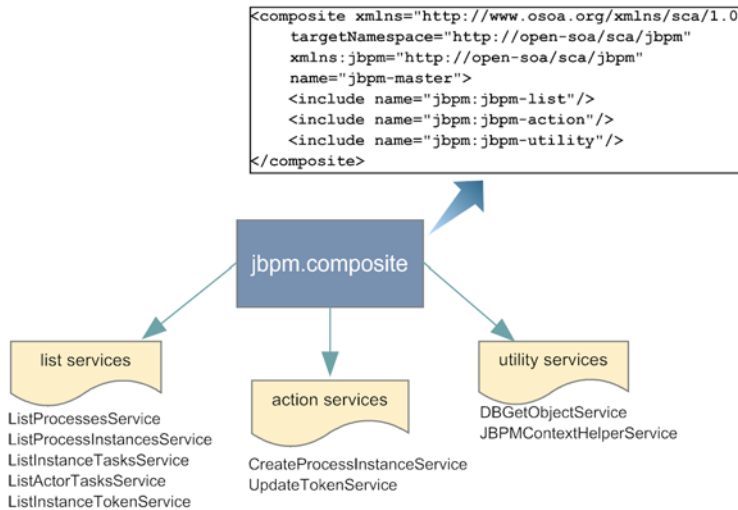 <composite xmlns="http://www.osoa.org/xmlns/sca/1.0
targetNamespace="http://open-soa/sca/jbpm"
xmlns:jbpm="http://open-soa/sca/jbpm"
name="jbpm-master">
<include name="jbpm:jbpm-list"/>
<include name="jbpm:jbpm-action"/>
<include name="jbpm:jbpm-utility"/>
</composite>
jbpm.composite
list services
ListProcessesService
ListProcessInstancesService
ListInstanceTasksService
ListActorTasksService
ListInstanceTokenService
action services
CreateProcessInstanceService
UpdateTokenService
utility services
DBGetObjectService
JBPMContextHelperService